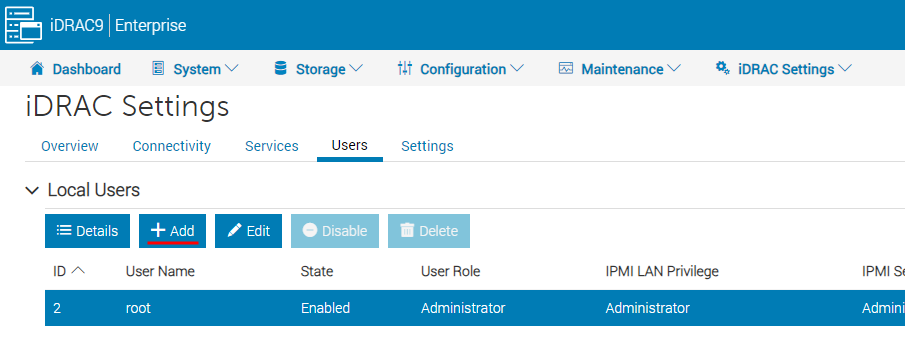 iDRAC9 | Enterprise
Dashboard System Storage Configuration Maintenance iDRAC Settings
iDRAC Settings
Overview Connectivity Services Users Settings
Local Users
Details Add Edit Disable Delete
ID User Name State User Role IPMI LAN Privilege IPMI Se
2 root Enabled Administrator Administrator Admini